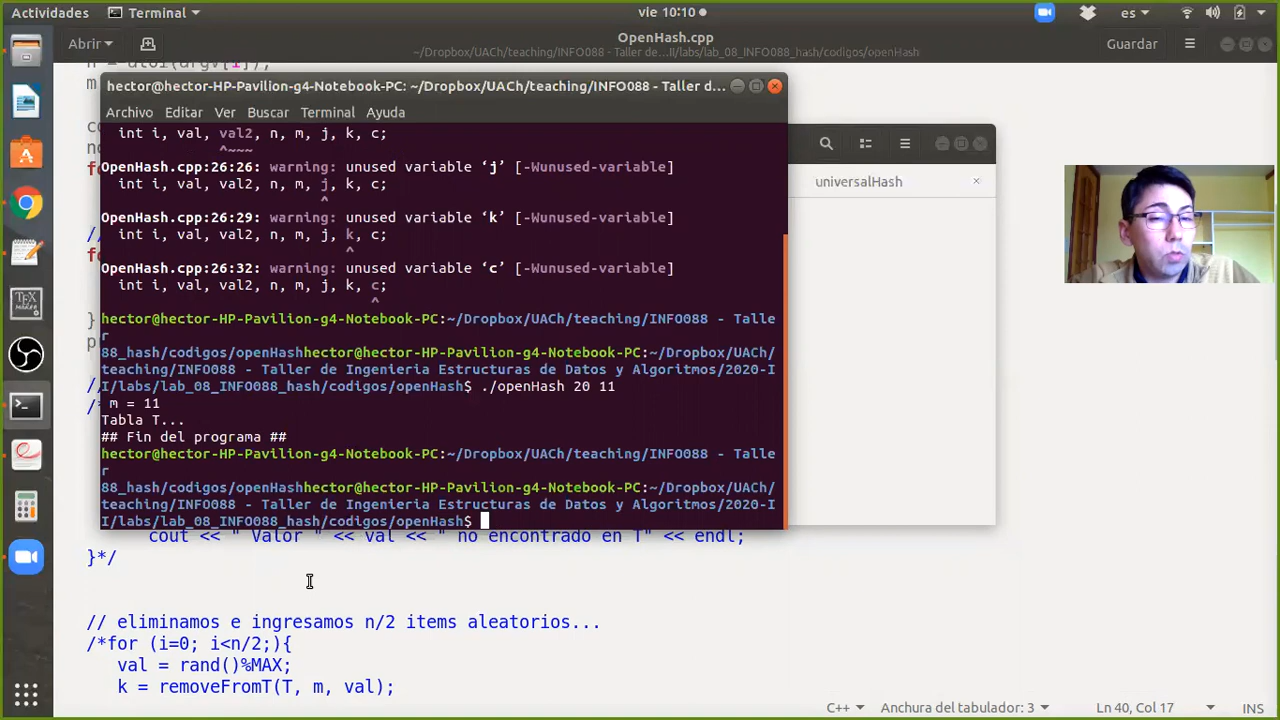 Actividades
Terminal
vie 10:10
es
Abrir
OpenHash.cpp
~/Dropbox/UACh/teaching/INFO088 - Taller de...II/labs/lab_08_INFO088_hash/codigos/openHash
Guardar
hector@hector-HP-Pavilion-g4-Notebook-PC: ~/Dropbox/UACh/teaching/INFO088 - Taller d...
Archivo Editar Ver Buscar Terminal Ayuda
int i, val, val2, n, m, j, k, c;
^~~~
OpenHash.cpp:26:26: warning: unused variable ‘j’ [-Wunused-variable]
int i, val, val2, n, m, j, k, c;
^
OpenHash.cpp:26:29: warning: unused variable ‘k’ [-Wunused-variable]
int i, val, val2, n, m, j, k, c;
^
OpenHash.cpp:26:32: warning: unused variable ‘c’ [-Wunused-variable]
int i, val, val2, n, m, j, k, c;
^
hector@hector-HP-Pavilion-g4-Notebook-PC:~/Dropbox/UACh/teaching/INFO088 - Talle
r
88_hash/codigos/openHashhector@hector-HP-Pavilion-g4-Notebook-PC:~/Dropbox/UACh/
teaching/INFO088 - Taller de Ingenieria Estructuras de Datos y Algoritmos/2020-I
I/labs/lab_08_INFO088_hash/codigos/openHash$ ./openHash 20 11
m = 11
Tabla T...
## Fin del programa ##
hector@hector-HP-Pavilion-g4-Notebook-PC:~/Dropbox/UACh/teaching/INFO088 - Talle
r
88_hash/codigos/openHashhector@hector-HP-Pavilion-g4-Notebook-PC:~/Dropbox/UACh/
teaching/INFO088 - Taller de Ingenieria Estructuras de Datos y Algoritmos/2020-I
I/labs/lab_08_INFO088_hash/codigos/openHash$
universalHash
cout << " Valor " << val << " no encontrado en T" << endl;
}*/
// eliminamos e ingresamos n/2 items aleatorios...
/*for (i=0; i<n/2;){
val = rand()%MAX;
k = removeFromT(T, m, val);
C++
Anchura del tabulador: 3
Ln 40, Col 17
INS